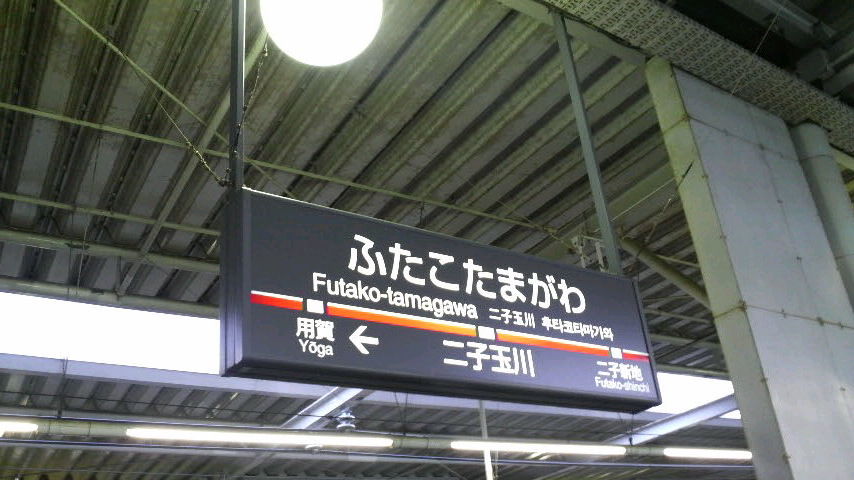 ふたこたまがわ
Futako-tamagawa 二子玉川 후타코타마가와
用賀 ← 二子玉川 二子新地
Yōga Futako-shinchi